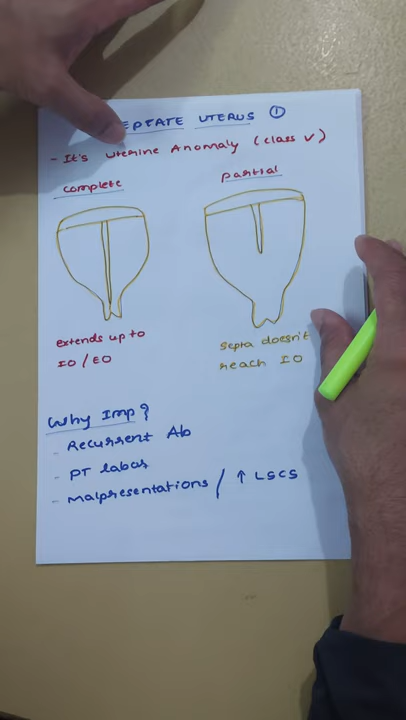 EPTATE UTERUS ①
- It's uterine Anomaly (class V)
complete
partial
extends up to
IO / EO
septa doesn't
reach IO
Why Imp?
- Recurrent Ab
- PT labor
- Malpresentations / ↑ LSCS